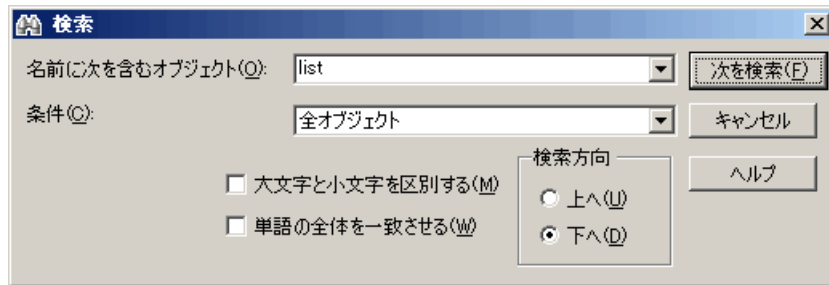 検索
名前に次を含むオブジェクト(O):
list
次を検索(F)
条件(C):
全オブジェクト
キャンセル
検索方向
ヘルプ
大文字と小文字を区別する(M)
上へ(U)
単語の全体を一致させる(W)
下へ(D)